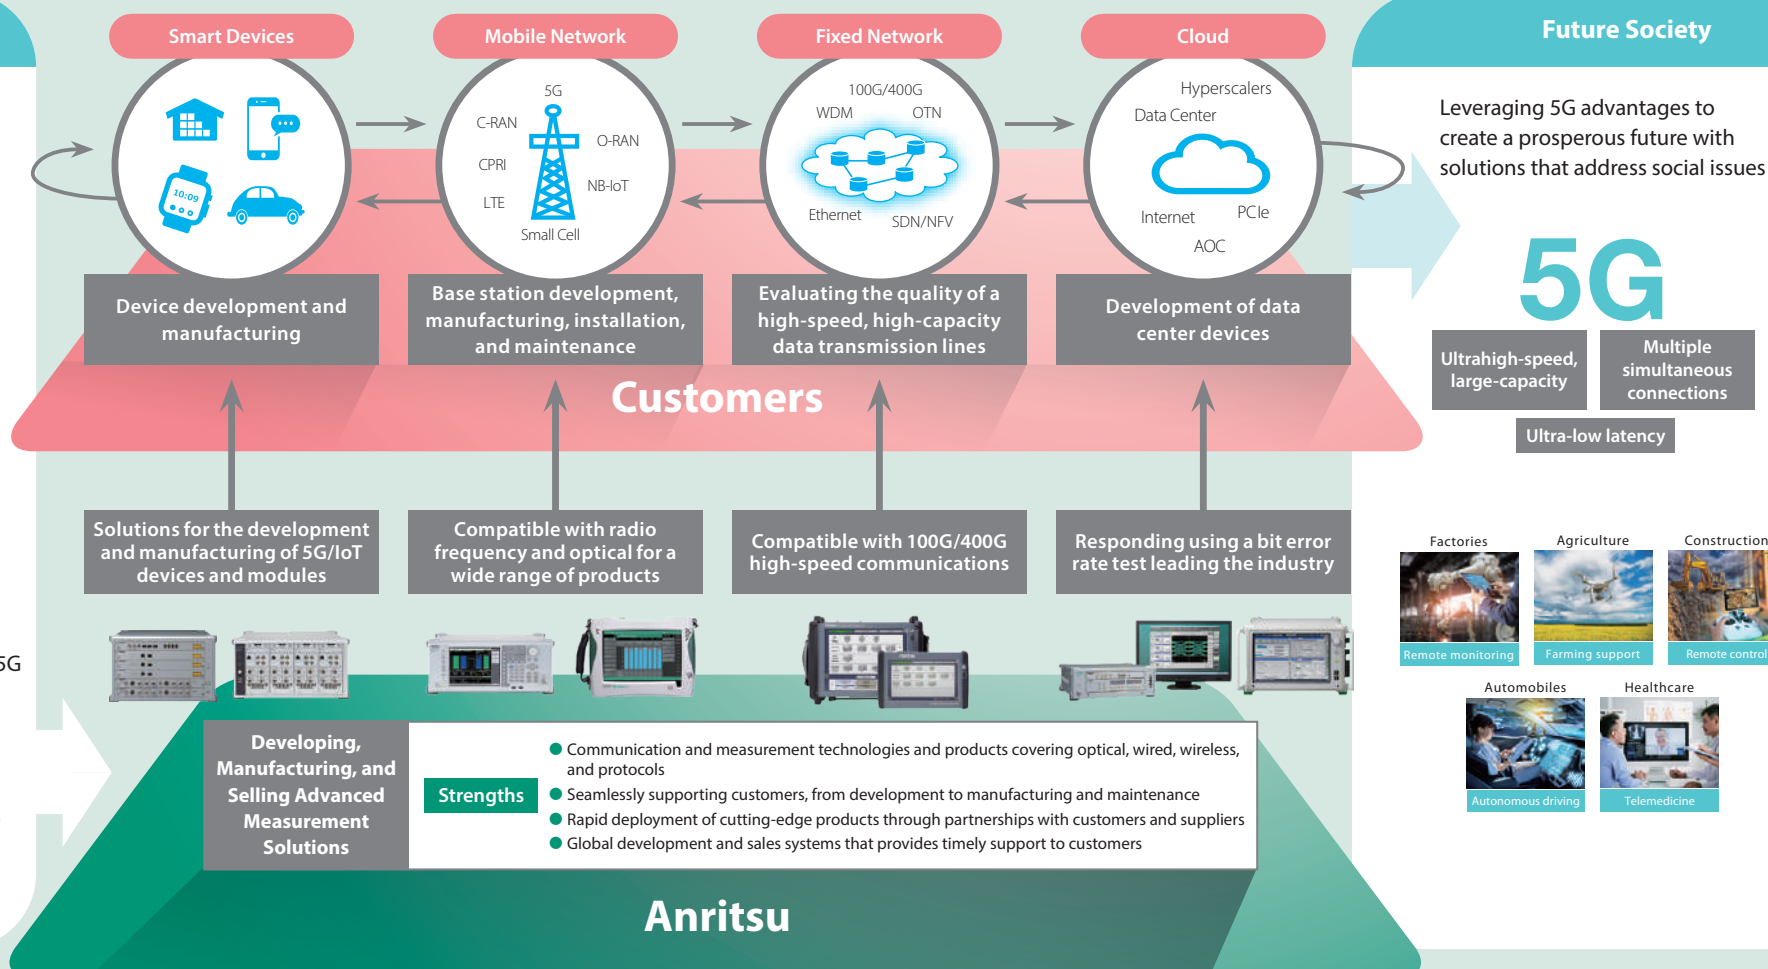 Smart Devices
Mobile Network
Fixed Network
Cloud
Future Society
10:09
5G
C-RAN
O-RAN
CPRI
NB-IoT
LTE
Small Cell
100G/400G
WDM
OTN
Ethernet
SDN/NFV
Hyperscalers
Data Center
Internet
PCIe
AOC
Leveraging 5G advantages to
create a prosperous future with
solutions that address social issues
5G
Ultrahigh-speed,
large-capacity
Multiple
simultaneous
connections
Ultra-low latency
Device development and
manufacturing
Base station development,
manufacturing, installation,
and maintenance
Evaluating the quality of a
high-speed, high-capacity
data transmission lines
Development of data
center devices
Customers
Solutions for the development
and manufacturing of 5G/IoT
devices and modules
Compatible with radio
frequency and optical for a
wide range of products
Compatible with 100G/400G
high-speed communications
Responding using a bit error
rate test leading the industry
Factories
Agriculture
Construction
Remote monitoring
Farming support
Remote control
Automobiles
Healthcare
Autonomous driving
Telemedicine
5G
Developing,
Manufacturing, and
Selling Advanced
Measurement
Solutions
Strengths
● Communication and measurement technologies and products covering optical, wired, wireless,
and protocols
● Seamlessly supporting customers, from development to manufacturing and maintenance
● Rapid deployment of cutting-edge products through partnerships with customers and suppliers
● Global development and sales systems that provides timely support to customers
Anritsu